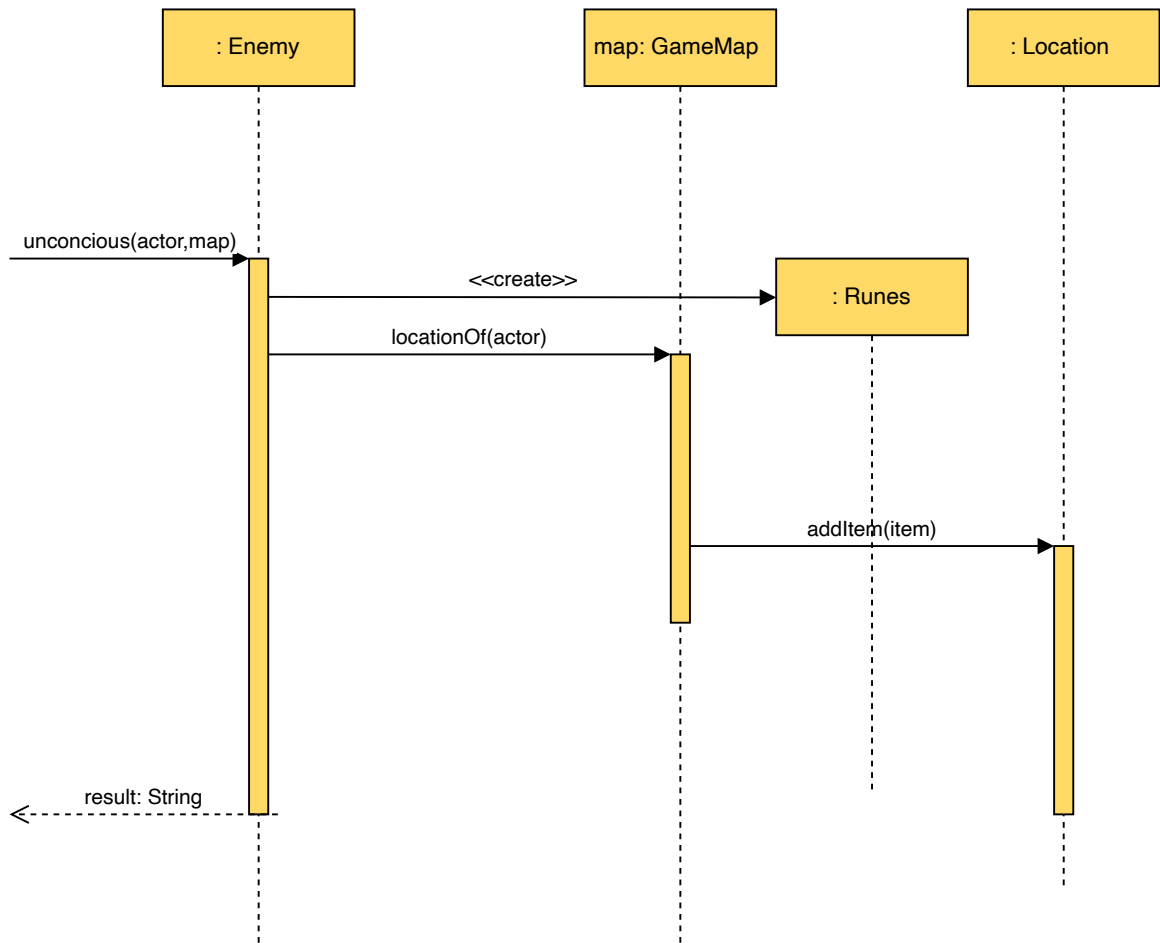 : Enemy
map: GameMap
: Location
unconcious(actor,map)
<<create>>
: Runes
locationOf(actor)
addItem(item)
result: String